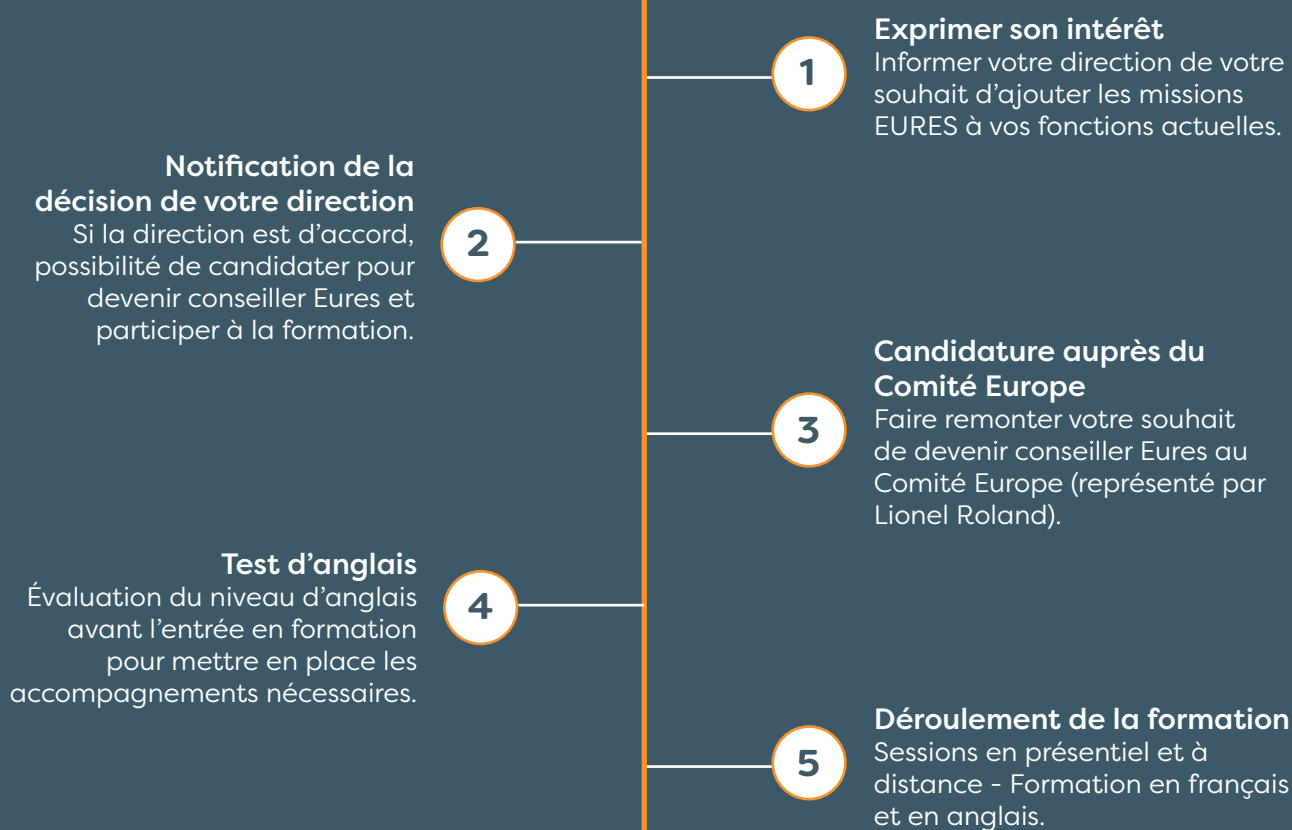 1
Exprimer son intérêt
Informer votre direction de votre
souhait d'ajouter les missions
EURES à vos fonctions actuelles.
2
Notification de la
décision de votre direction
Si la direction est d'accord,
possibilité de candidater pour
devenir conseiller Eures et
participer à la formation.
3
Candidature auprès du
Comité Europe
Faire remonter votre souhait
de devenir conseiller Eures au
Comité Europe (représenté par
Lionel Roland).
4
Test d'anglais
Évaluation du niveau d'anglais
avant l'entrée en formation
pour mettre en place les
accompagnements nécessaires.
5
Déroulement de la formation
Sessions en présentiel et à
distance - Formation en français
et en anglais.